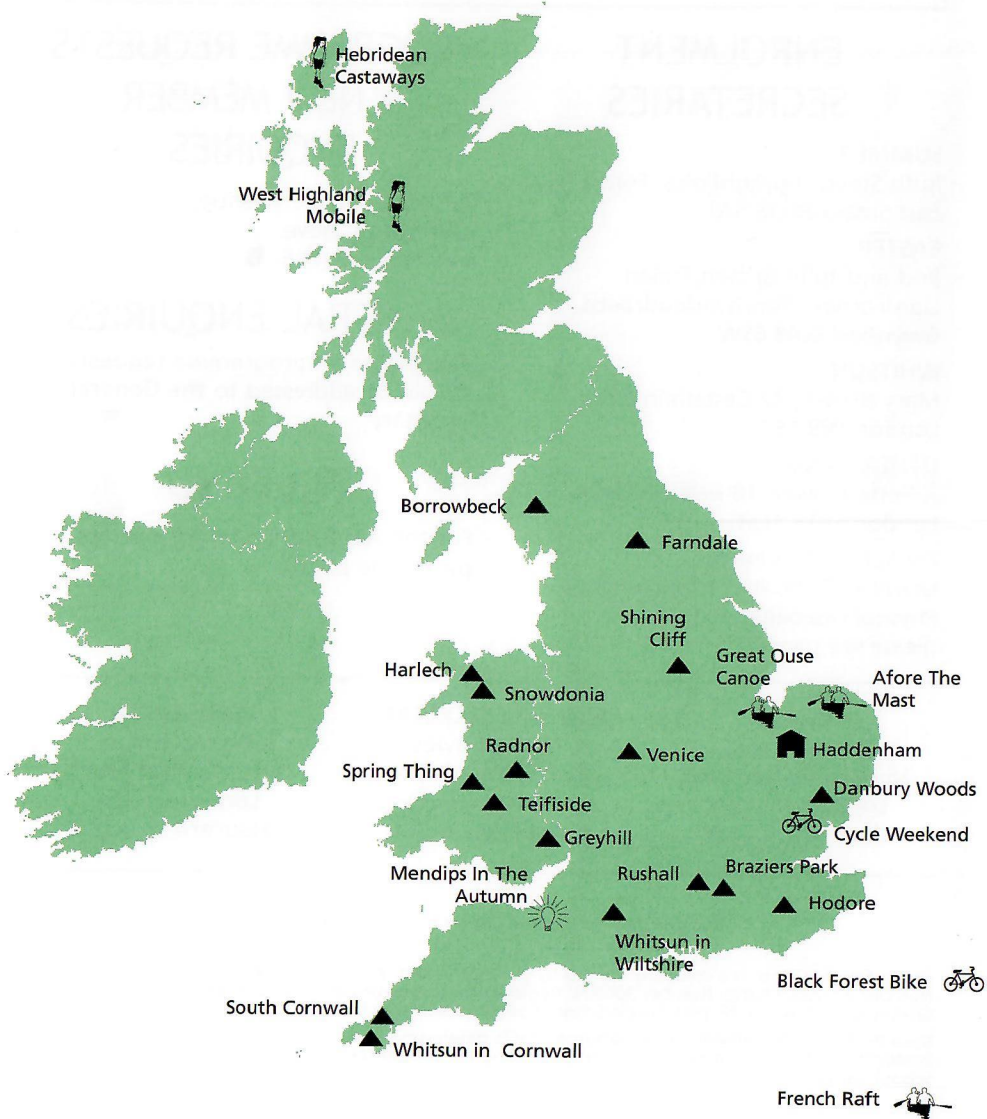 Hebridean
Castaways
West Highland
Mobile
Borrowbeck
Farndale
Shining
Cliff
Great Ouse
Canoe
Afore The
Mast
Harlech
Snowdonia
Haddenham
Radnor
Venice
Spring Thing
Danbury Woods
Teifiside
Cycle Weekend
Greyhill
Mendips In The
Autumn
Rushall
Braziers Park
Hodore
Whitsun in
Wiltshire
Black Forest Bike
South Cornwall
Whitsun in Cornwall
French Raft